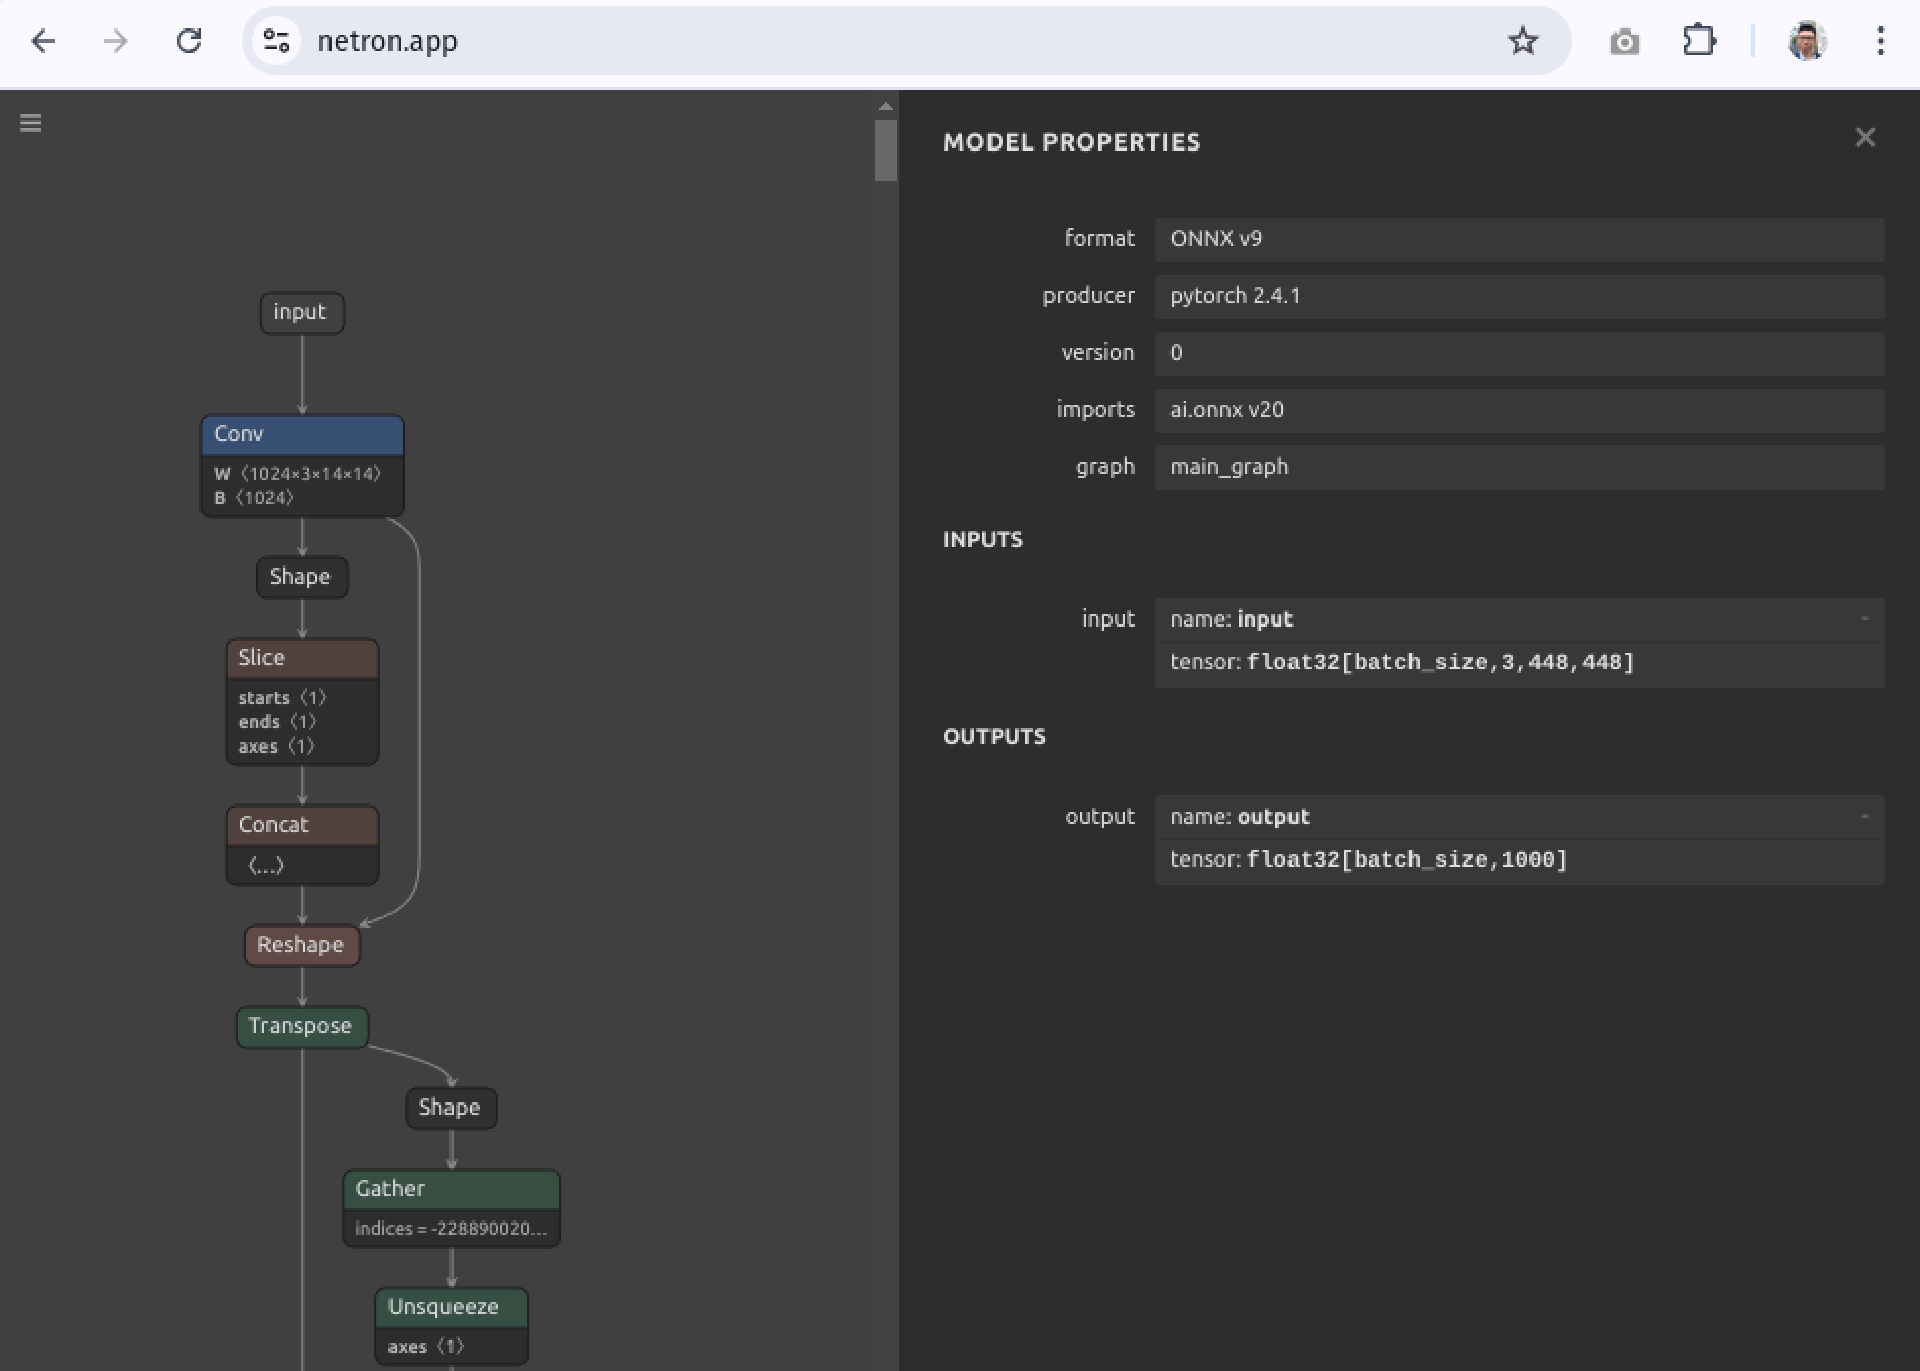 netron.app
input
Conv
W ⟨1024×3×14×14⟩
B ⟨1024⟩
Shape
Slice
starts ⟨1⟩
ends ⟨1⟩
axes ⟨1⟩
Concat
⟨...⟩
Reshape
Transpose
Shape
Gather
indices = -228890020...
Unsqueeze
axes ⟨1⟩
MODEL PROPERTIES
format ONNX v9
producer pytorch 2.4.1
version 0
imports ai.onnx v20
graph main_graph
INPUTS
input name: input -
tensor: float32[batch_size,3,448,448]
OUTPUTS
output name: output -
tensor: float32[batch_size,1000]